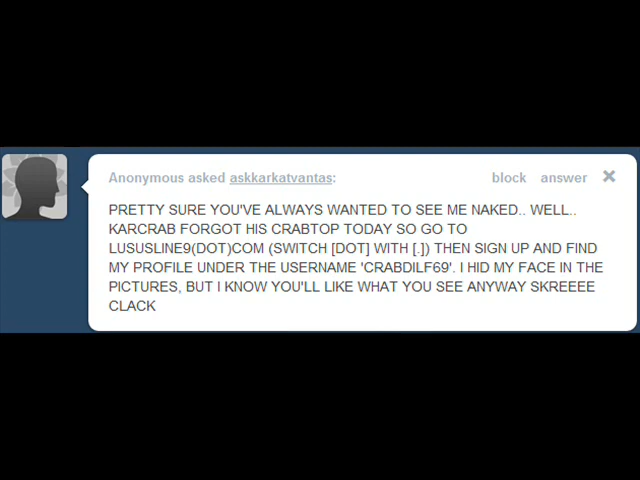 Anonymous asked askkarkatvantas:
block answer ×
PRETTY SURE YOU'VE ALWAYS WANTED TO SEE ME NAKED.. WELL..
KARCRAB FORGOT HIS CRABTOP TODAY SO GO TO
LUSUSLINE9(DOT)COM (SWITCH [DOT] WITH [.]) THEN SIGN UP AND FIND
MY PROFILE UNDER THE USERNAME 'CRABDILF69'. I HID MY FACE IN THE
PICTURES, BUT I KNOW YOU'LL LIKE WHAT YOU SEE ANYWAY SKREEEE
CLACK